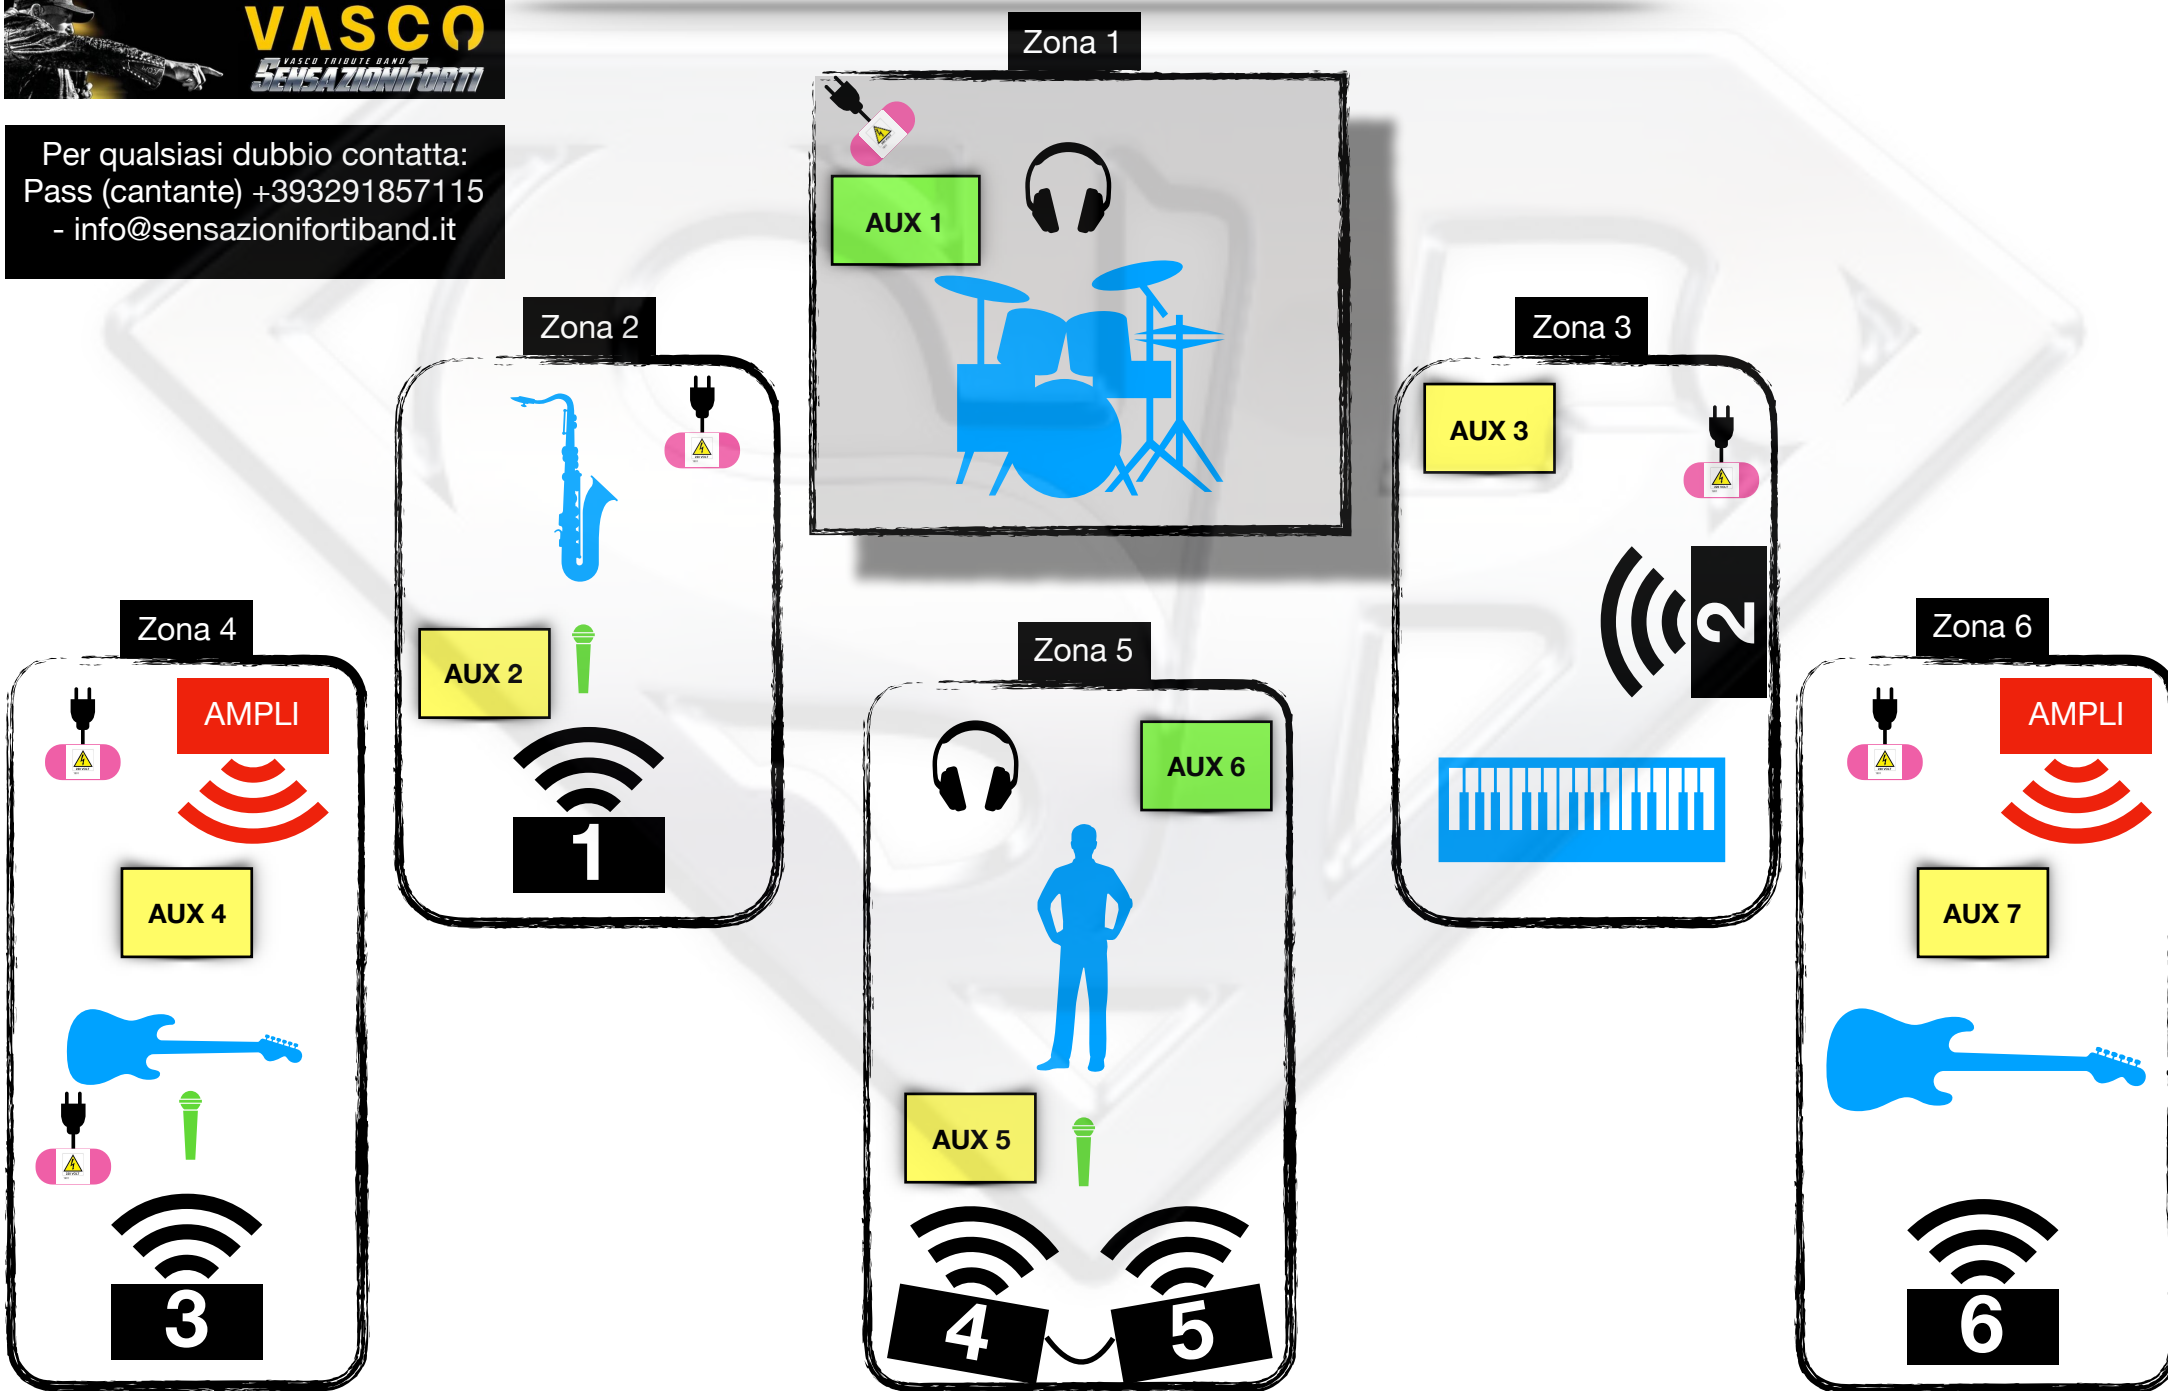 VASCO
VASCO TRIBUTE BAND
SENSAZIONIFORTI
Per qualsiasi dubbio contatta:
Pass (cantante) +393291857115
- info@sensazionifortiband.it
Zona 1
AUX 1
Zona 2
AUX 2
1
Zona 3
AUX 3
2
Zona 4
AMPLI
AUX 4
3
Zona 5
AUX 6
AUX 5
4
5
Zona 6
AMPLI
AUX 7
6